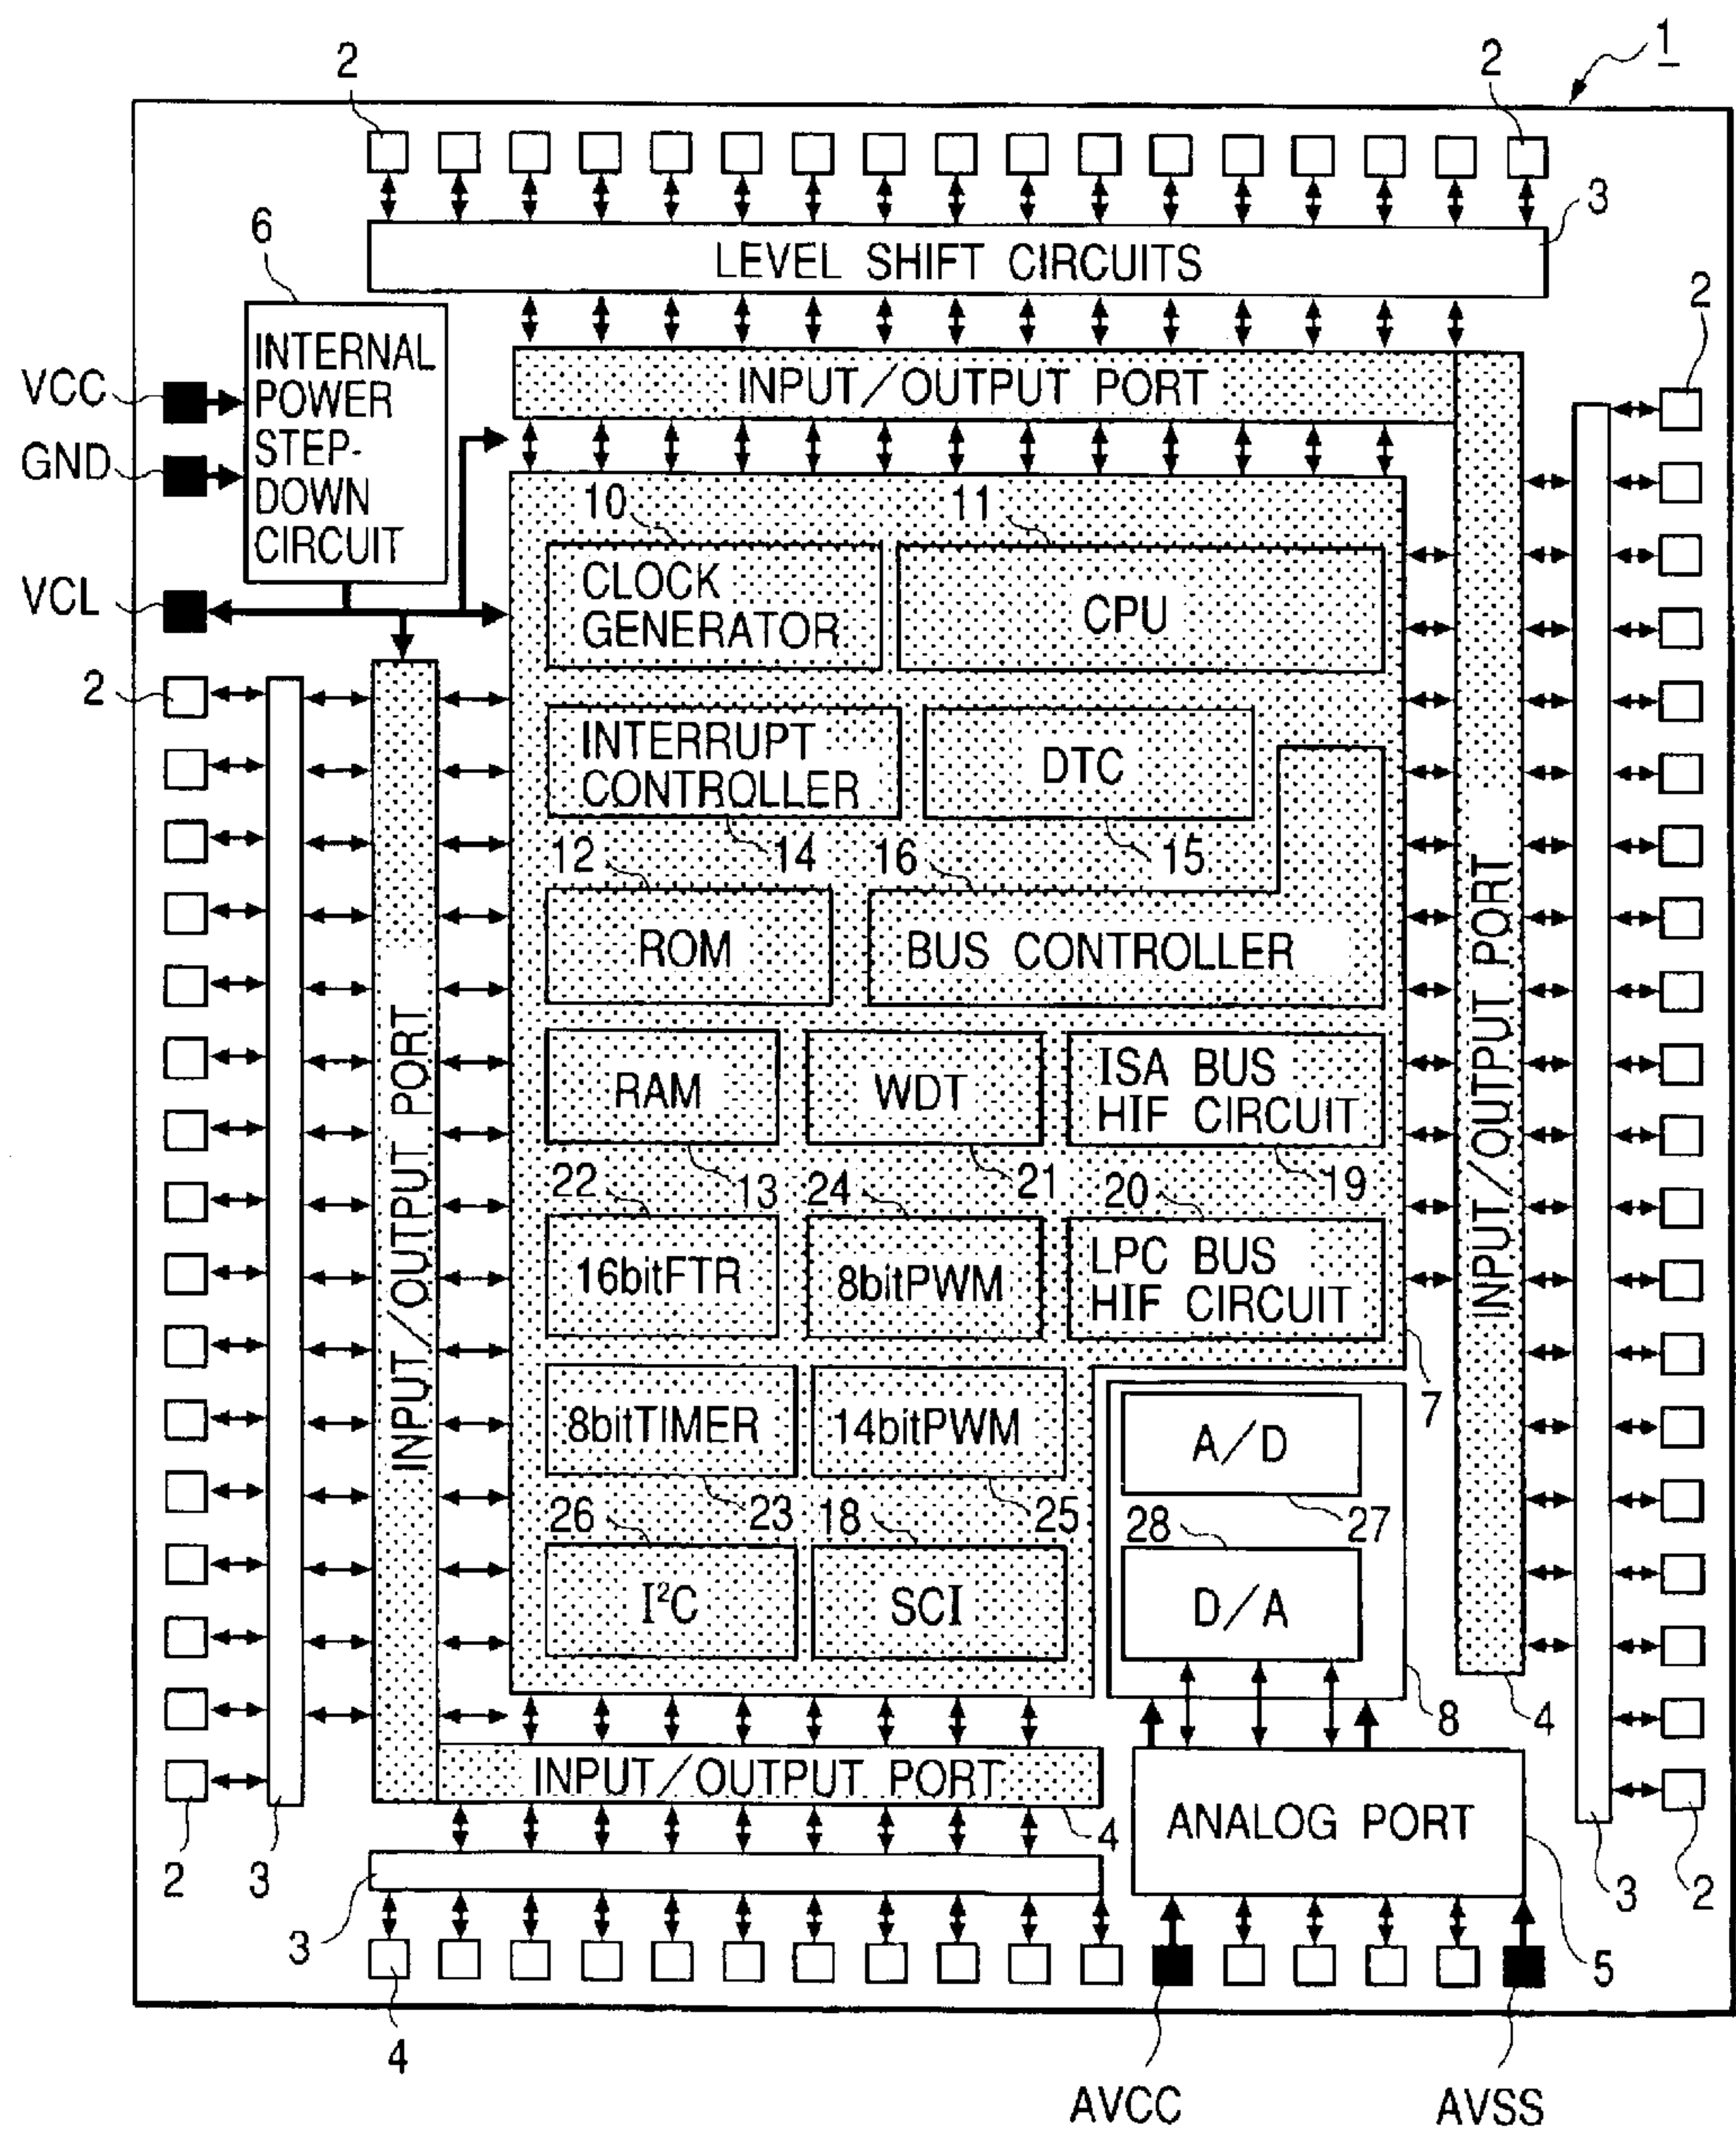 1
2
2
LEVEL SHIFT CIRCUITS
3
6
INTERNAL
POWER
STEP-
DOWN
CIRCUIT
VCC
GND
VCL
INPUT/OUTPUT PORT
2
2
10
11
CLOCK
GENERATOR
CPU
INTERRUPT
CONTROLLER
DTC
12
14
16
15
ROM
BUS CONTROLLER
RAM
WDT
ISA BUS
HIF CIRCUIT
22
13
24
21
20
19
16bitFTR
8bitPWM
LPC BUS
HIF CIRCUIT
7
8bitTIMER
14bitPWM
A/D
26
23
18
25
28
27
I²C
SCI
D/A
8
4
INPUT/OUTPUT PORT
INPUT/OUTPUT PORT
INPUT/OUTPUT PORT
4
ANALOG PORT
2
3
3
2
3
5
4
AVCC
AVSS